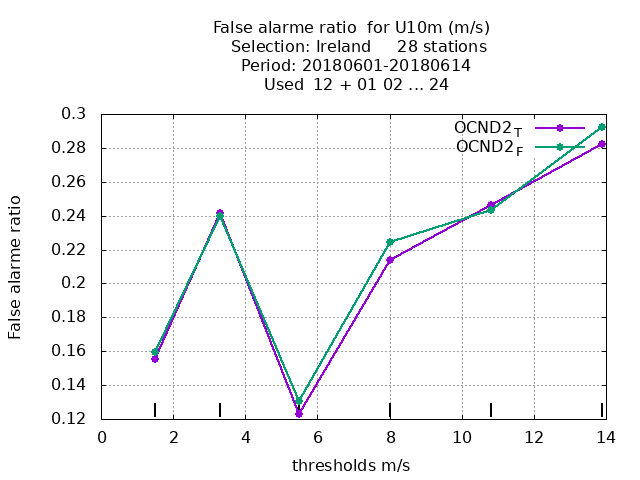 False alarme ratio  for U10m (m/s)
Selection: Ireland     28 stations
Period: 20180601-20180614
Used  12 + 01 02 ... 24
OCND2T
OCND2F
False alarme ratio
0.3
0.28
0.26
0.24
0.22
0.2
0.18
0.16
0.14
0.12
0 2 4 6 8 10 12 14
thresholds m/s